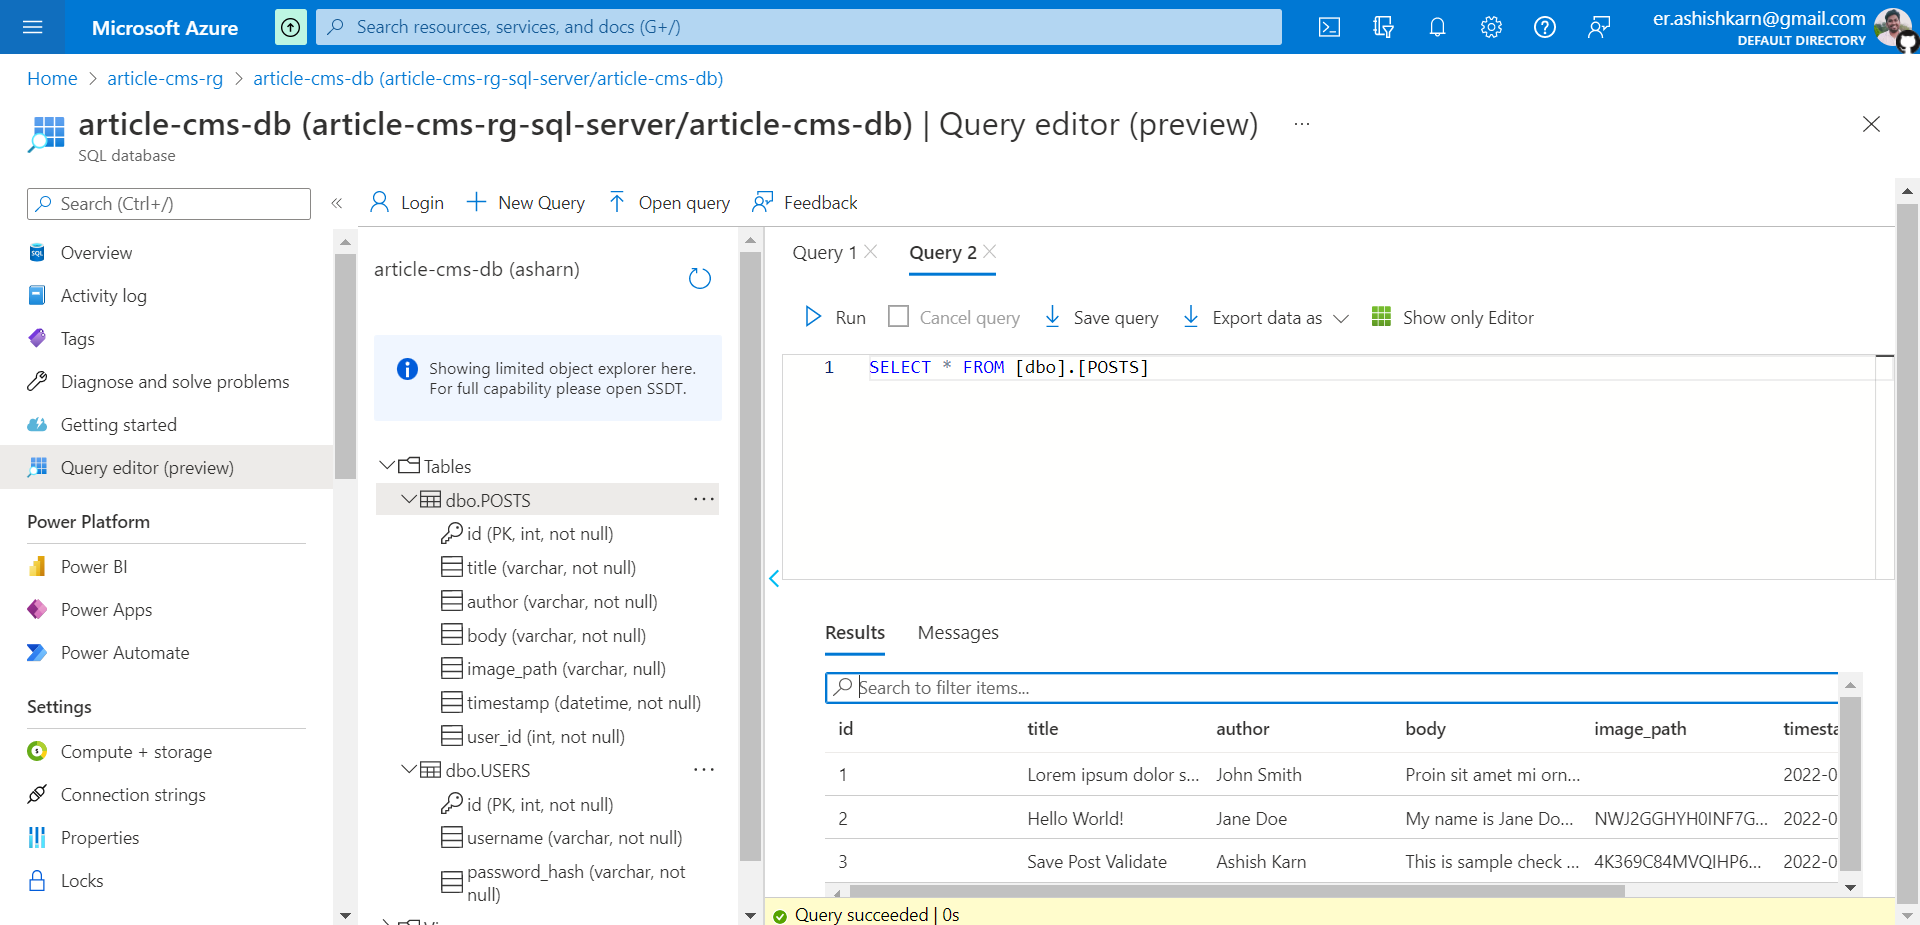 Microsoft Azure
Search resources, services, and docs (G+/)
er.ashishkarn@gmail.com
DEFAULT DIRECTORY
Home > article-cms-rg > article-cms-db (article-cms-rg-sql-server/article-cms-db)
article-cms-db (article-cms-rg-sql-server/article-cms-db) | Query editor (preview) ...
SQL database
Search (Ctrl+/)
«
Overview
Activity log
Tags
Diagnose and solve problems
Getting started
Query editor (preview)
Power Platform
Power BI
Power Apps
Power Automate
Settings
Compute + storage
Connection strings
Properties
Locks
Login
New Query
Open query
Feedback
article-cms-db (asharn)
Showing limited object explorer here.
For full capability please open SSDT.
Tables
dbo.POSTS ...
id (PK, int, not null)
title (varchar, not null)
author (varchar, not null)
body (varchar, not null)
image_path (varchar, null)
timestamp (datetime, not null)
user_id (int, not null)
dbo.USERS ...
id (PK, int, not null)
username (varchar, not null)
password_hash (varchar, not
null)
Query 1
Query 2
Run
Cancel query
Save query
Export data as
Show only Editor
1 SELECT * FROM [dbo].[POSTS]
Results
Messages
Search to filter items...
id title author body image_path timesta
1 Lorem ipsum dolor s... John Smith Proin sit amet mi orn... 2022-0
2 Hello World! Jane Doe My name is Jane Do... NWJ2GGHYH0INF7G... 2022-0
3 Save Post Validate Ashish Karn This is sample check ... 4K369C84MVQIHP6... 2022-0
Query succeeded | 0s